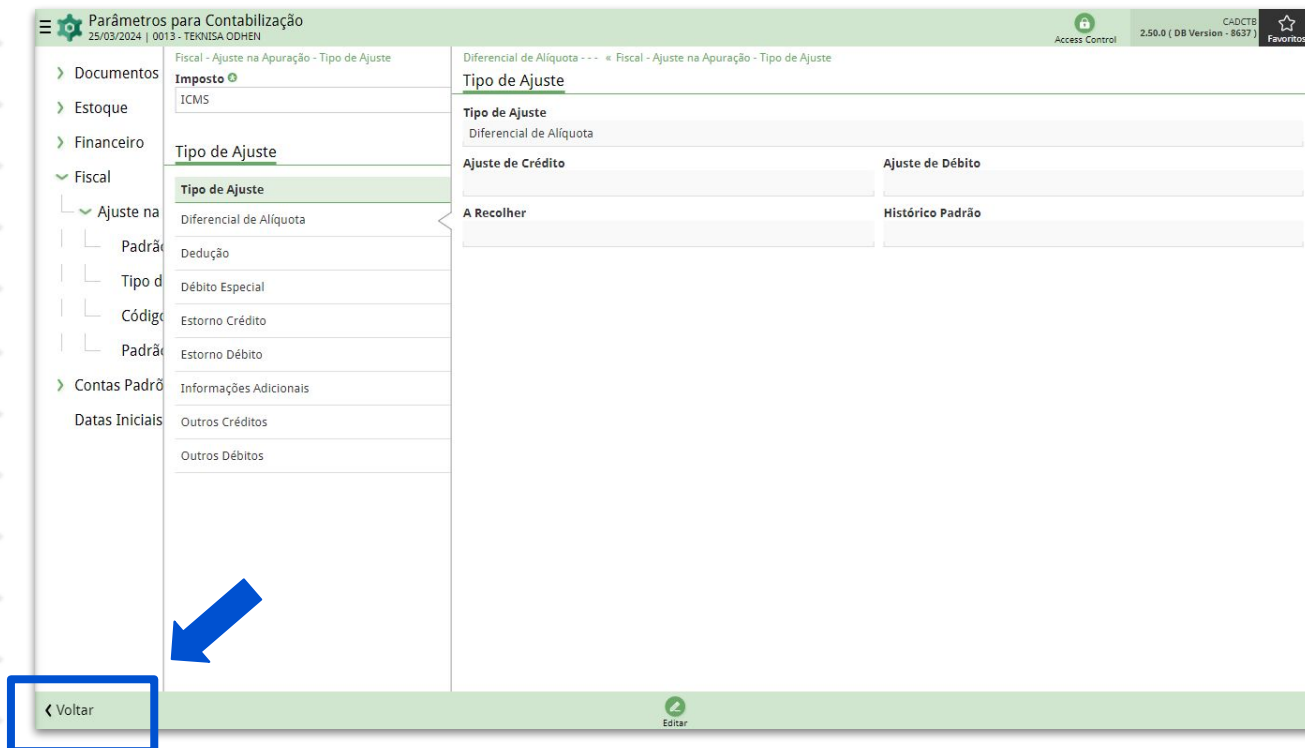 Parâmetros para Contabilização
25/03/2024 | 0013 - TEKNISA ODHEN
Access Control
CADCTB
2.50.0 ( DB Version - 8637 )
Favoritos
Documentos
Estoque
Financeiro
Fiscal
Ajuste na
Padrão
Tipo d
Código
Padrão
Contas Padrõ
Datas Iniciais
Fiscal - Ajuste na Apuração - Tipo de Ajuste
Imposto
ICMS
Tipo de Ajuste
Tipo de Ajuste
Diferencial de Alíquota
Dedução
Débito Especial
Estorno Crédito
Estorno Débito
Informações Adicionais
Outros Créditos
Outros Débitos
Diferencial de Alíquota - - - « Fiscal - Ajuste na Apuração - Tipo de Ajuste
Tipo de Ajuste
Tipo de Ajuste
Diferencial de Alíquota
Ajuste de Crédito
Ajuste de Débito
A Recolher
Histórico Padrão
Voltar
Editar